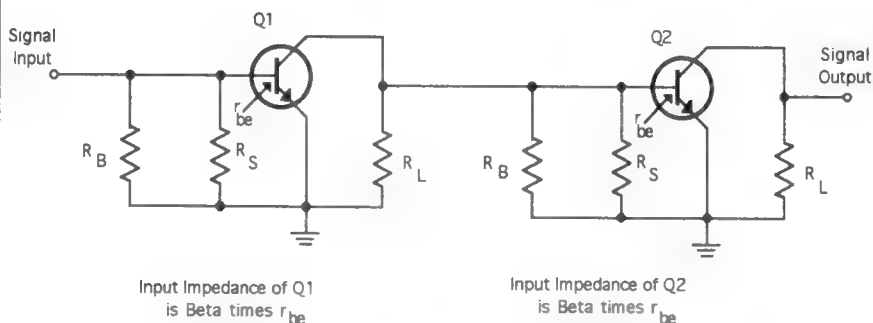 Signal
Input
Q1
r
be
R
B
R
S
R
L
Q2
r
be
R
B
R
S
R
L
Signal
Output
Input Impedance of Q1
is Beta times r
be
Input Impedance of Q2
is Beta times r
be